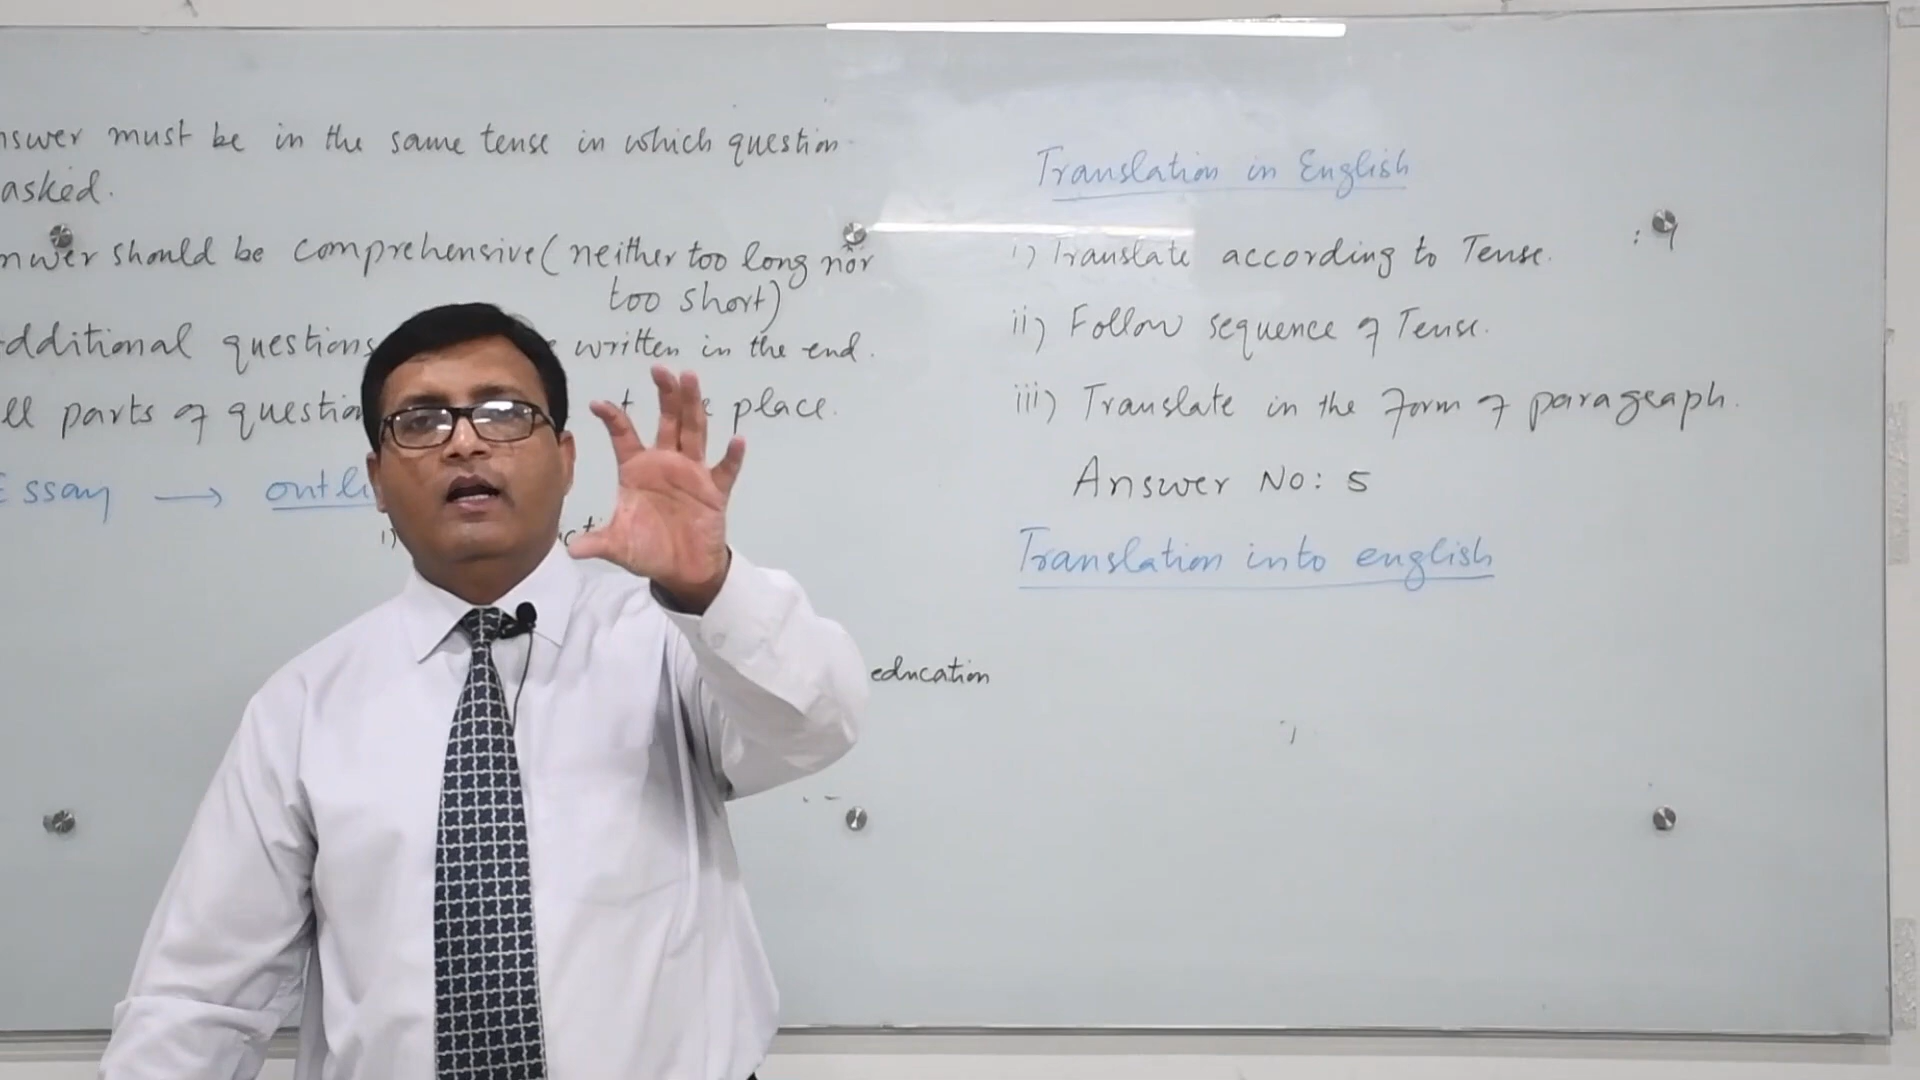 nswer must be in the same tense in which question
asked.
nwer should be comprehensive (neither too long nor
too short)
dditional questions written in the end.
ll parts of question place.
Essay → outli
i)
education
Translation in English
i) Translate according to Tense.
ii) Follow sequence of Tense.
iii) Translate in the form of paragraph.
Answer No: 5
Translation into english